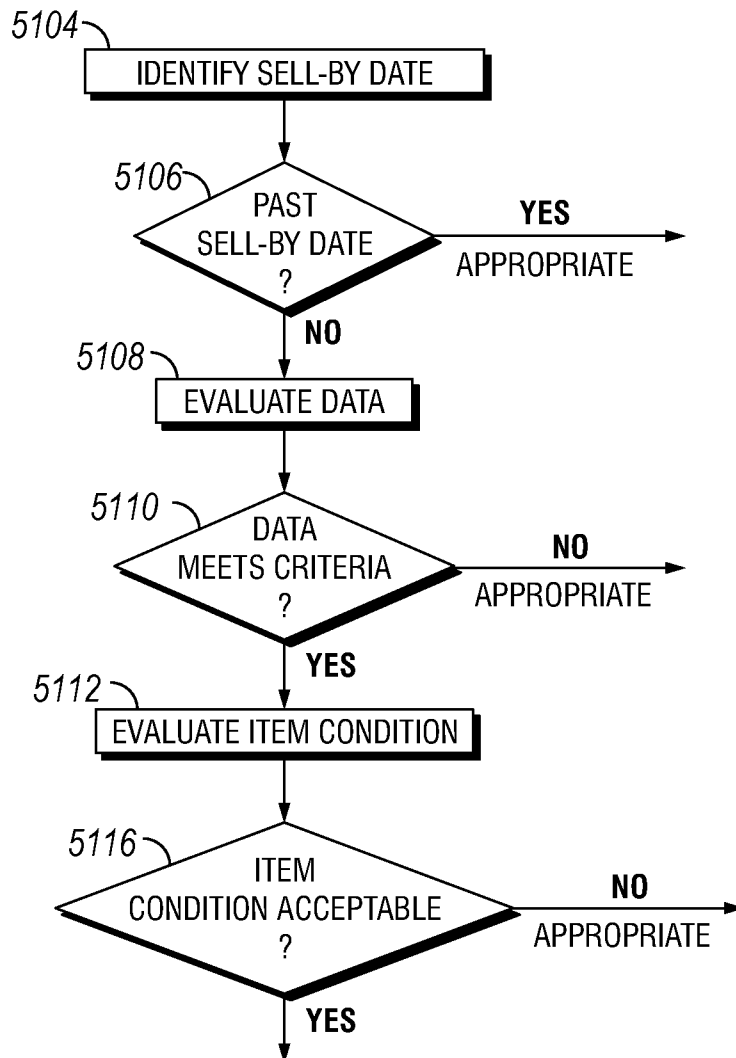 5104
IDENTIFY SELL-BY DATE
5106
PAST
SELL-BY DATE
?
YES
APPROPRIATE
NO
5108
EVALUATE DATA
5110
DATA
MEETS CRITERIA
?
NO
APPROPRIATE
YES
5112
EVALUATE ITEM CONDITION
5116
ITEM
CONDITION ACCEPTABLE
?
NO
APPROPRIATE
YES